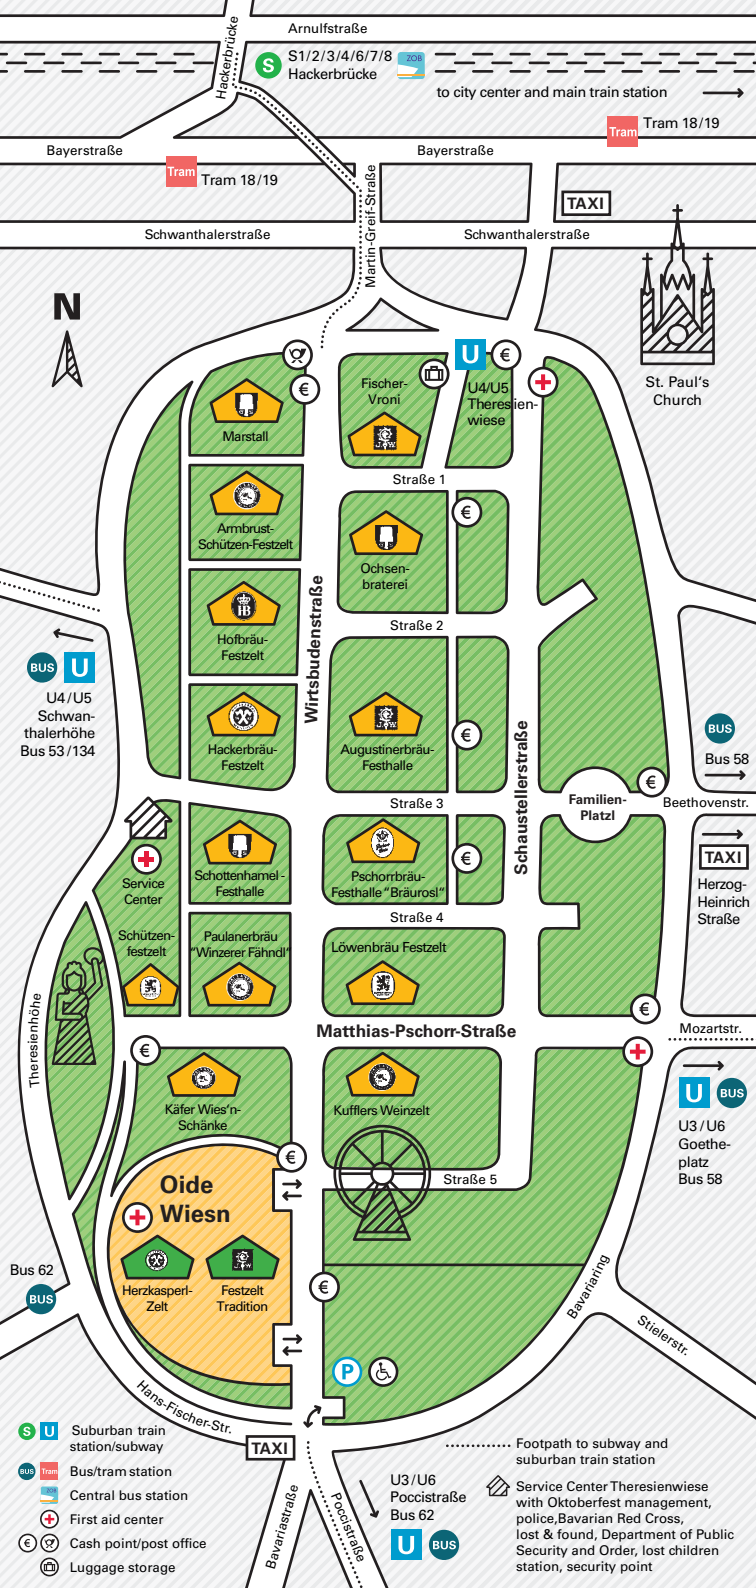 Arnulfstraße
Hackerbrücke
S
S1/2/3/4/6/7/8
Hackerbrücke
ZOB
to city center and main train station
Tram
Tram 18/19
Bayerstraße
Bayerstraße
Tram
Tram 18/19
Martin-Greif-Straße
TAXI
Schwanthalerstraße
Schwanthalerstraße
N
St. Paul's
Church
U
€
€
U4/U5
Theresien-
wiese
Fischer-
Vroni
Marstall
Straße 1
€
Armbrust-
Schützen-Festzelt
Ochsen-
braterei
HB
Hofbräu-
Festzelt
Wirtsbudenstraße
Straße 2
BUS
U
U4/U5
Schwan-
thalerhöhe
Bus 53/134
Hackerbräu-
Festzelt
Augustinerbräu-
Festhalle
€
Schaustellerstraße
BUS
Bus 58
€
Familien-
Platzl
Beethovenstr.
Straße 3
TAXI
Herzog-
Heinrich
Straße
Service
Center
Schottenhamel-
Festhalle
Pschorrbräu-
Festhalle "Bräurosl"
€
Straße 4
Schützen-
festzelt
Paulanerbräu
"Winzerer Fähndl"
Löwenbräu Festzelt
Theresienhöhe
€
Matthias-Pschorr-Straße
Mozartstr.
€
U
BUS
U3/U6
Goethe-
platz
Bus 58
Käfer Wies'n-
Schänke
Kufflers Weinzelt
€
Straße 5
Oide
Wiesn
Herzkasperl-
Zelt
Festzelt
Tradition
€
Bus 62
BUS
Bavariaring
Stielerstr.
P
Hans-Fischer-Str.
TAXI
Bavariastraße
Poccistraße
U3/U6
Poccistraße
Bus 62
U
BUS
S
U
Suburban train
station/subway
BUS
Tram
Bus/tram station
ZOB
Central bus station
First aid center
€
Cash point/post office
Luggage storage
Footpath to subway and
suburban train station
Service Center Theresienwiese
with Oktoberfest management,
police,Bavarian Red Cross,
lost & found, Department of Public
Security and Order, lost children
station, security point